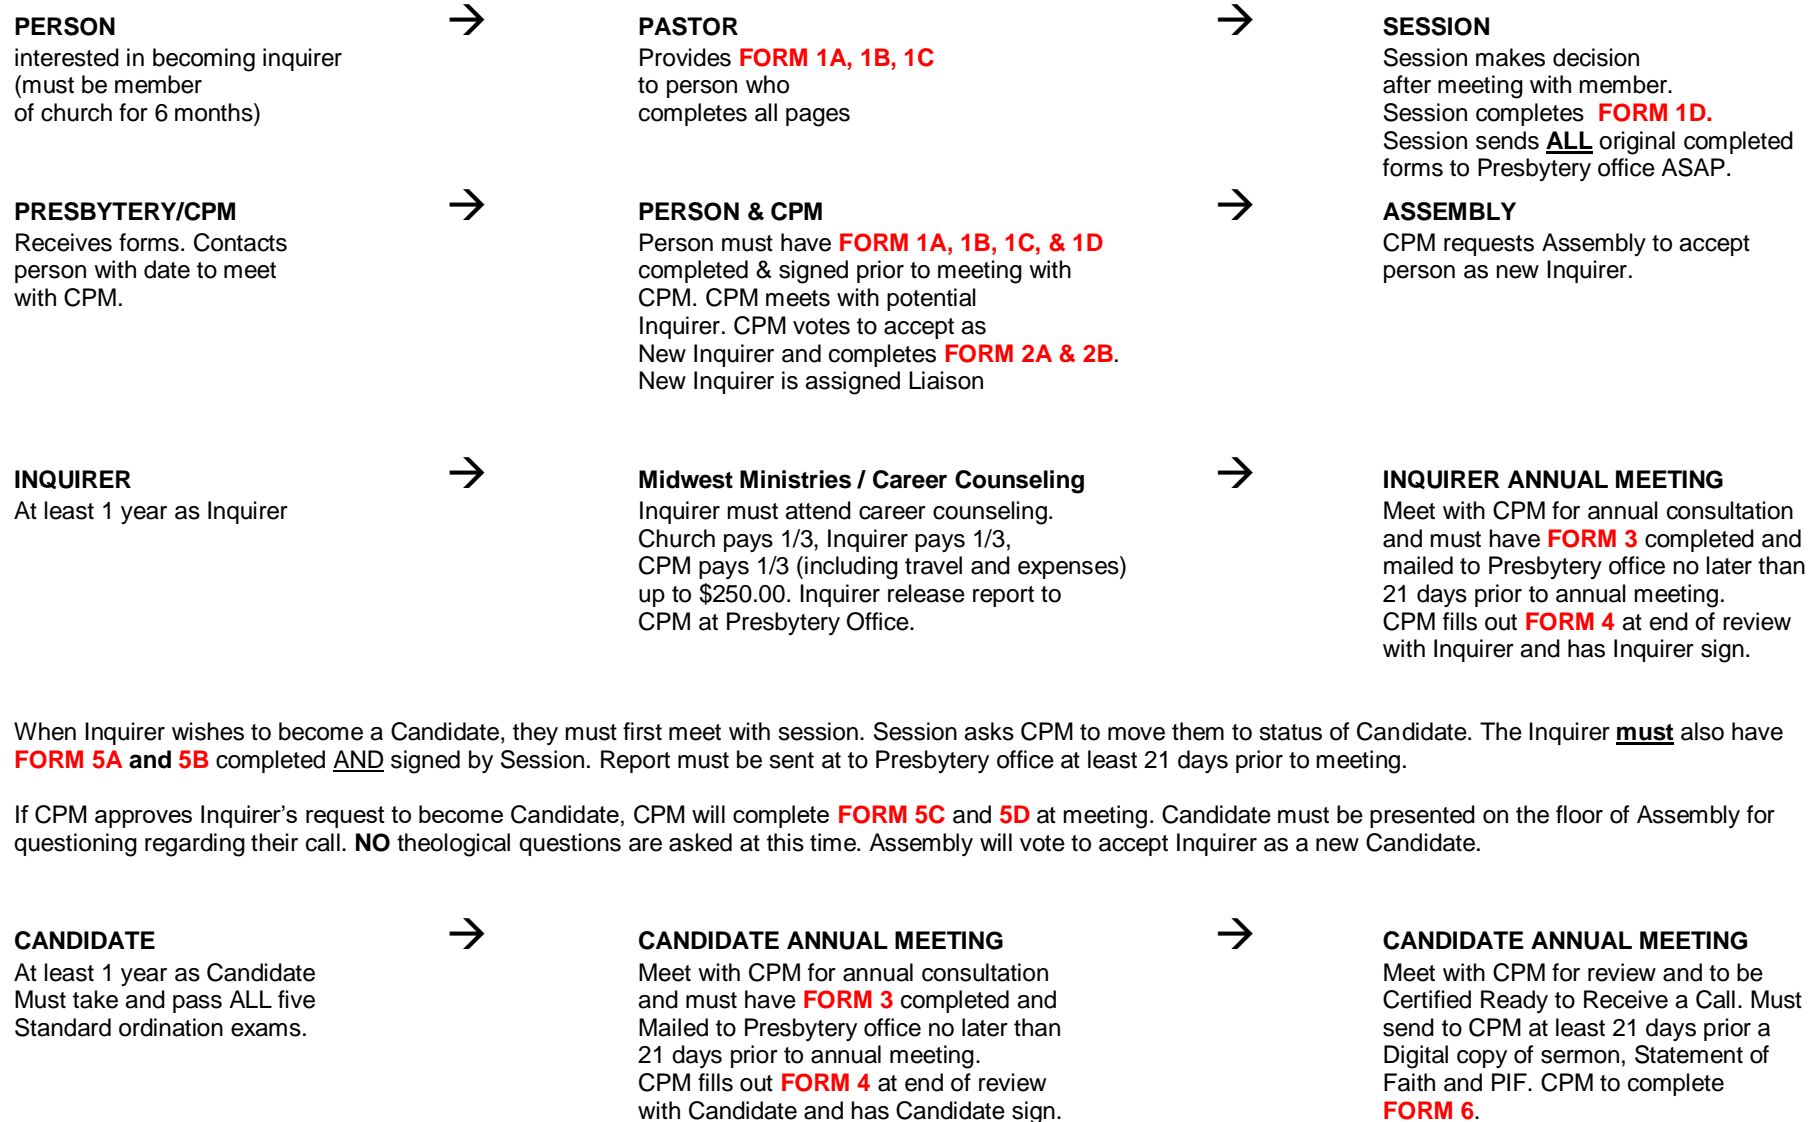 PERSON
interested in becoming inquirer
(must be member
of church for 6 months)
→
PASTOR
Provides FORM 1A, 1B, 1C
to person who
completes all pages
→
SESSION
Session makes decision
after meeting with member.
Session completes FORM 1D.
Session sends ALL original completed
forms to Presbytery office ASAP.
PRESBYTERY/CPM
Receives forms. Contacts
person with date to meet
with CPM.
→
PERSON & CPM
Person must have FORM 1A, 1B, 1C, & 1D
completed & signed prior to meeting with
CPM. CPM meets with potential
Inquirer. CPM votes to accept as
New Inquirer and completes FORM 2A & 2B.
New Inquirer is assigned Liaison
→
ASSEMBLY
CPM requests Assembly to accept
person as new Inquirer.
INQUIRER
At least 1 year as Inquirer
→
Midwest Ministries / Career Counseling
Inquirer must attend career counseling.
Church pays 1/3, Inquirer pays 1/3,
CPM pays 1/3 (including travel and expenses)
up to $250.00. Inquirer release report to
CPM at Presbytery Office.
→
INQUIRER ANNUAL MEETING
Meet with CPM for annual consultation
and must have FORM 3 completed and
mailed to Presbytery office no later than
21 days prior to annual meeting.
CPM fills out FORM 4 at end of review
with Inquirer and has Inquirer sign.
When Inquirer wishes to become a Candidate, they must first meet with session. Session asks CPM to move them to status of Candidate. The Inquirer must also have
FORM 5A and 5B completed AND signed by Session. Report must be sent at to Presbytery office at least 21 days prior to meeting.
If CPM approves Inquirer’s request to become Candidate, CPM will complete FORM 5C and 5D at meeting. Candidate must be presented on the floor of Assembly for
questioning regarding their call. NO theological questions are asked at this time. Assembly will vote to accept Inquirer as a new Candidate.
CANDIDATE
At least 1 year as Candidate
Must take and pass ALL five
Standard ordination exams.
→
CANDIDATE ANNUAL MEETING
Meet with CPM for annual consultation
and must have FORM 3 completed and
Mailed to Presbytery office no later than
21 days prior to annual meeting.
CPM fills out FORM 4 at end of review
with Candidate and has Candidate sign.
→
CANDIDATE ANNUAL MEETING
Meet with CPM for review and to be
Certified Ready to Receive a Call. Must
send to CPM at least 21 days prior a
Digital copy of sermon, Statement of
Faith and PIF. CPM to complete
FORM 6.